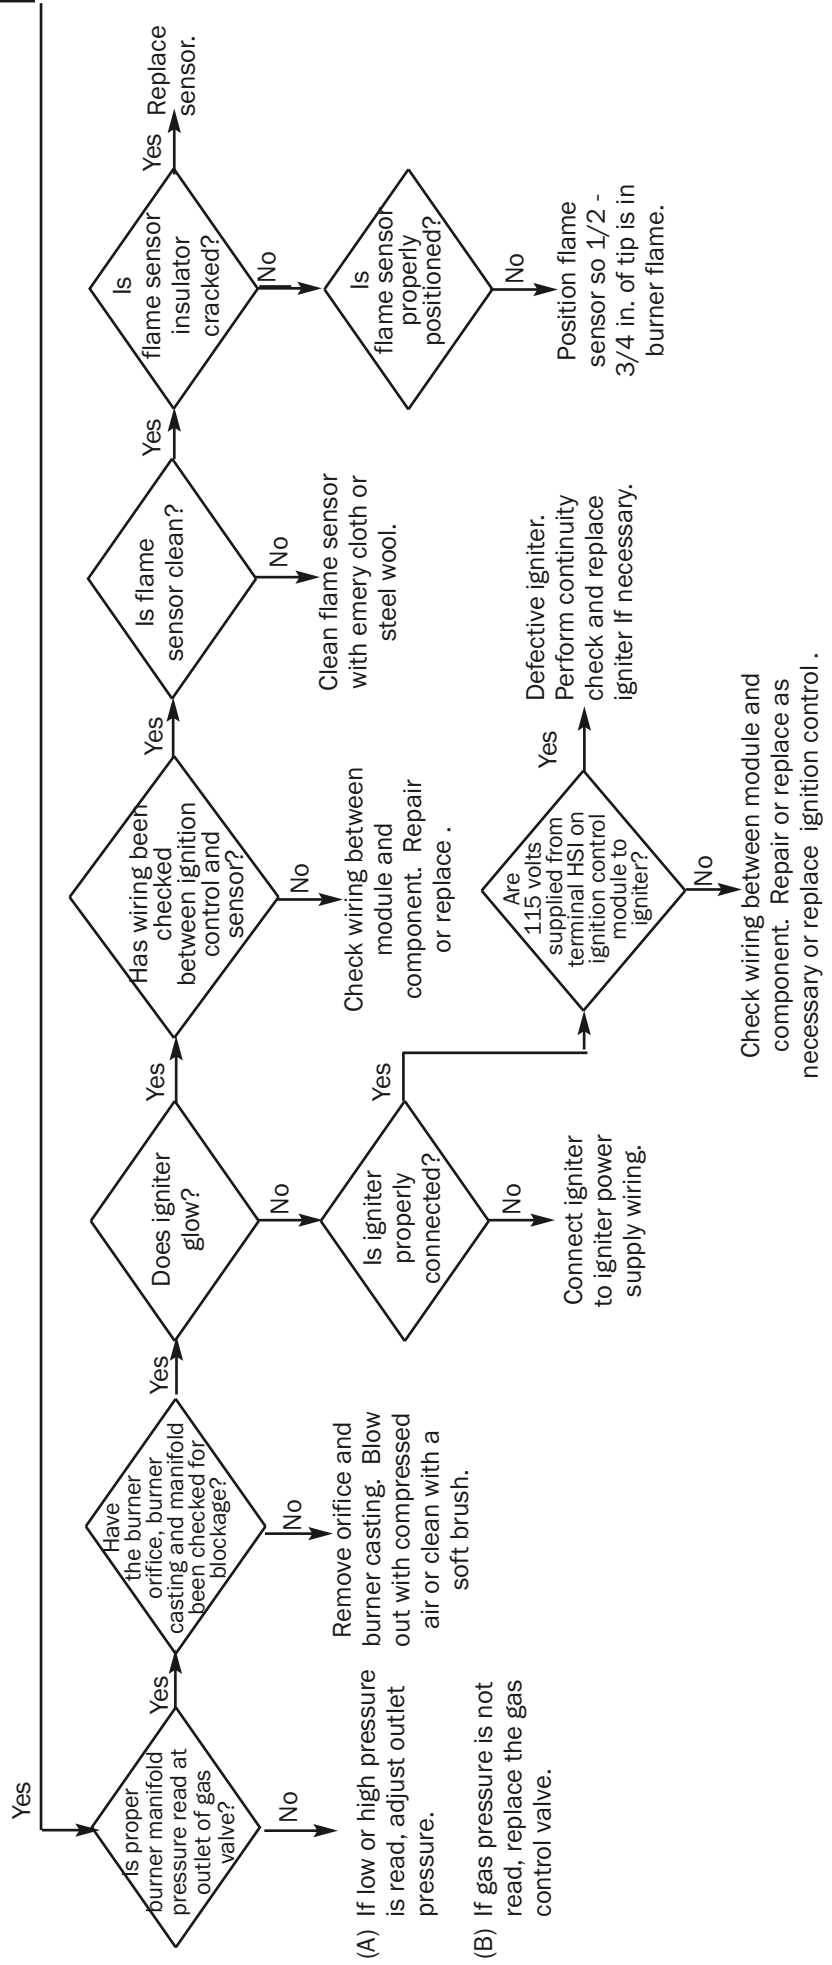 Yes
Is proper
burner manifold
pressure read at
outlet of gas
valve?
Yes
No
(A) If low or high pressure
is read, adjust outlet
pressure.
(B) If gas pressure is not
read, replace the gas
control valve.
Have
the burner
orifice, burner
casting and manifold
been checked for
blockage?
Yes
No
Remove orifice and
burner casting. Blow
out with compressed
air or clean with a
soft brush.
Does igniter
glow?
Yes
No
Is igniter
properly
connected?
Yes
No
Connect igniter
to igniter power
supply wiring.
Has wiring been
checked
between ignition
control and
sensor?
Yes
No
Check wiring between
module and
component. Repair
or replace .
Are
115 volts
supplied from
terminal HSI on
ignition control
module to
igniter?
Yes
Defective igniter.
Perform continuity
check and replace
igniter If necessary.
No
Check wiring between module and
component. Repair or replace as
necessary or replace ignition control .
Is flame
sensor clean?
Yes
No
Clean flame sensor
with emery cloth or
steel wool.
Is
flame sensor
insulator
cracked?
Yes
Replace
sensor.
No
Is
flame sensor
properly
positioned?
No
Position flame
sensor so 1/2 -
3/4 in. of tip is in
burner flame.